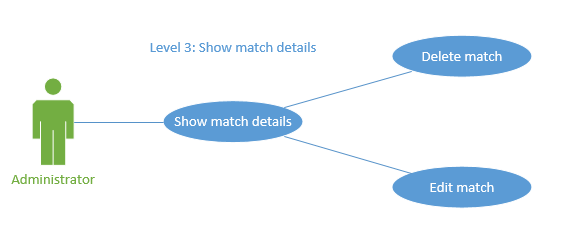 Level 3: Show match details
Delete match
Show match details
Administrator
Edit match